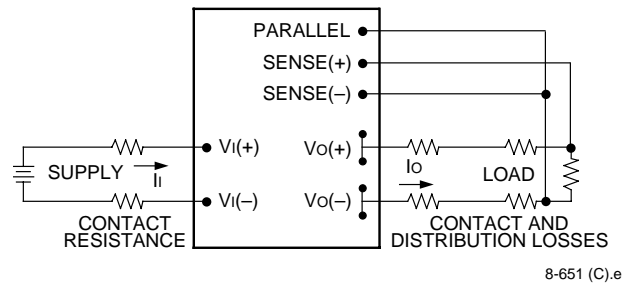 PARALLEL
SENSE(+)
SENSE(–)
SUPPLY
II
VI(+)
VI(–)
VO(+)
VO(–)
IO
LOAD
CONTACT
RESISTANCE
CONTACT AND
DISTRIBUTION LOSSES
8-651 (C).e